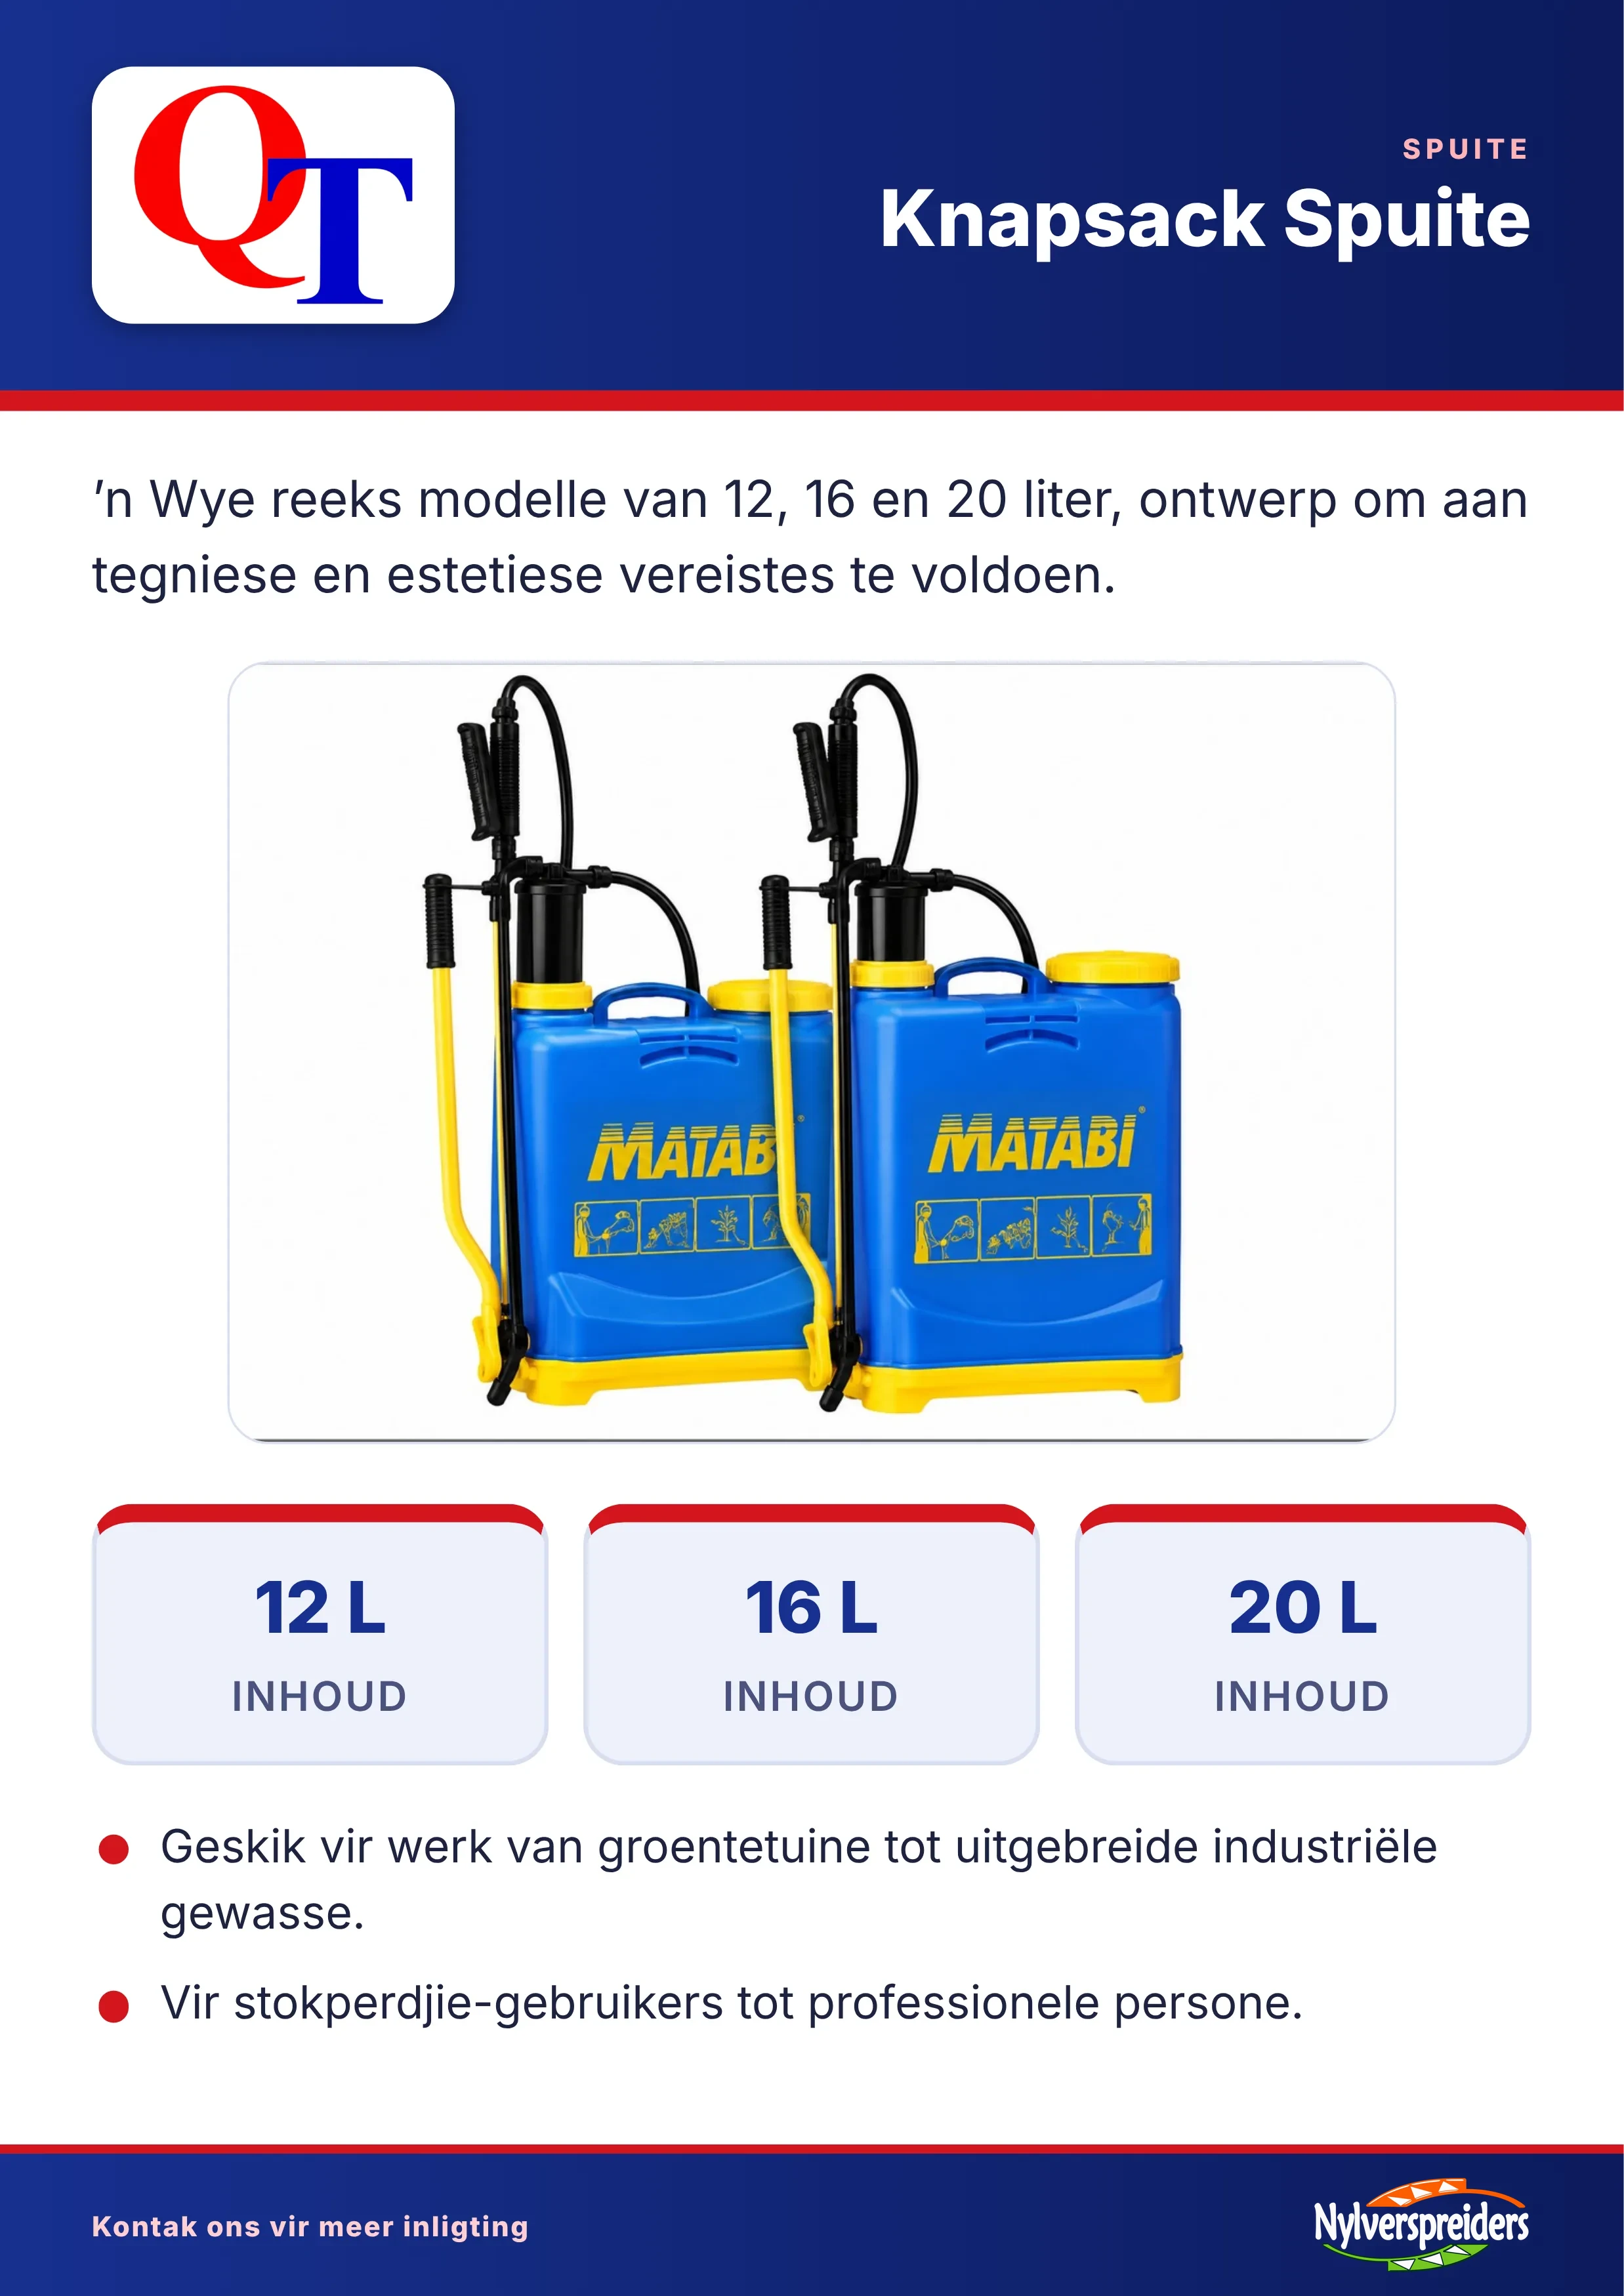 QT
SPUITE
Knapsack Spuite
’n Wye reeks modelle van 12, 16 en 20 liter, ontwerp om aan
tegniese en estetiese vereistes te voldoen.
MATAB
MATABI
12 L
INHOUD
16 L
INHOUD
20 L
INHOUD
Geskik vir werk van groentetuine tot uitgebreide industriële
gewasse.
Vir stokperdjie-gebruikers tot professionele persone.
Kontak ons vir meer inligting
Nylverspreiders